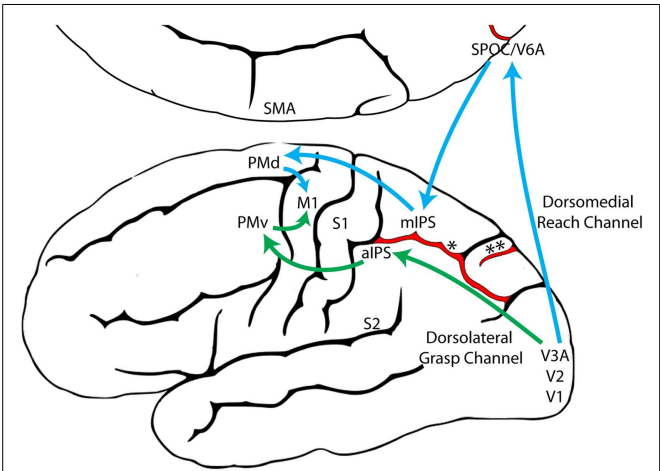 SPOC/V6A
SMA
PMd
M1
Dorsomedial
Reach Channel
PMv
S1
mIPS
*
**
aIPS
S2
Dorsolateral
Grasp Channel
V3A
V2
V1